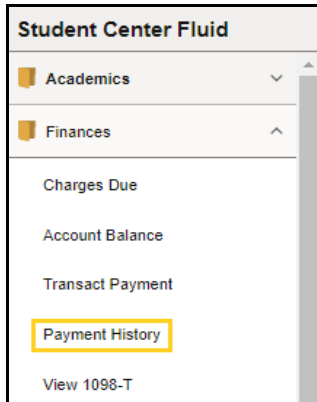 Student Center Fluid
Academics
Finances
Charges Due
Account Balance
Transact Payment
Payment History
View 1098-T